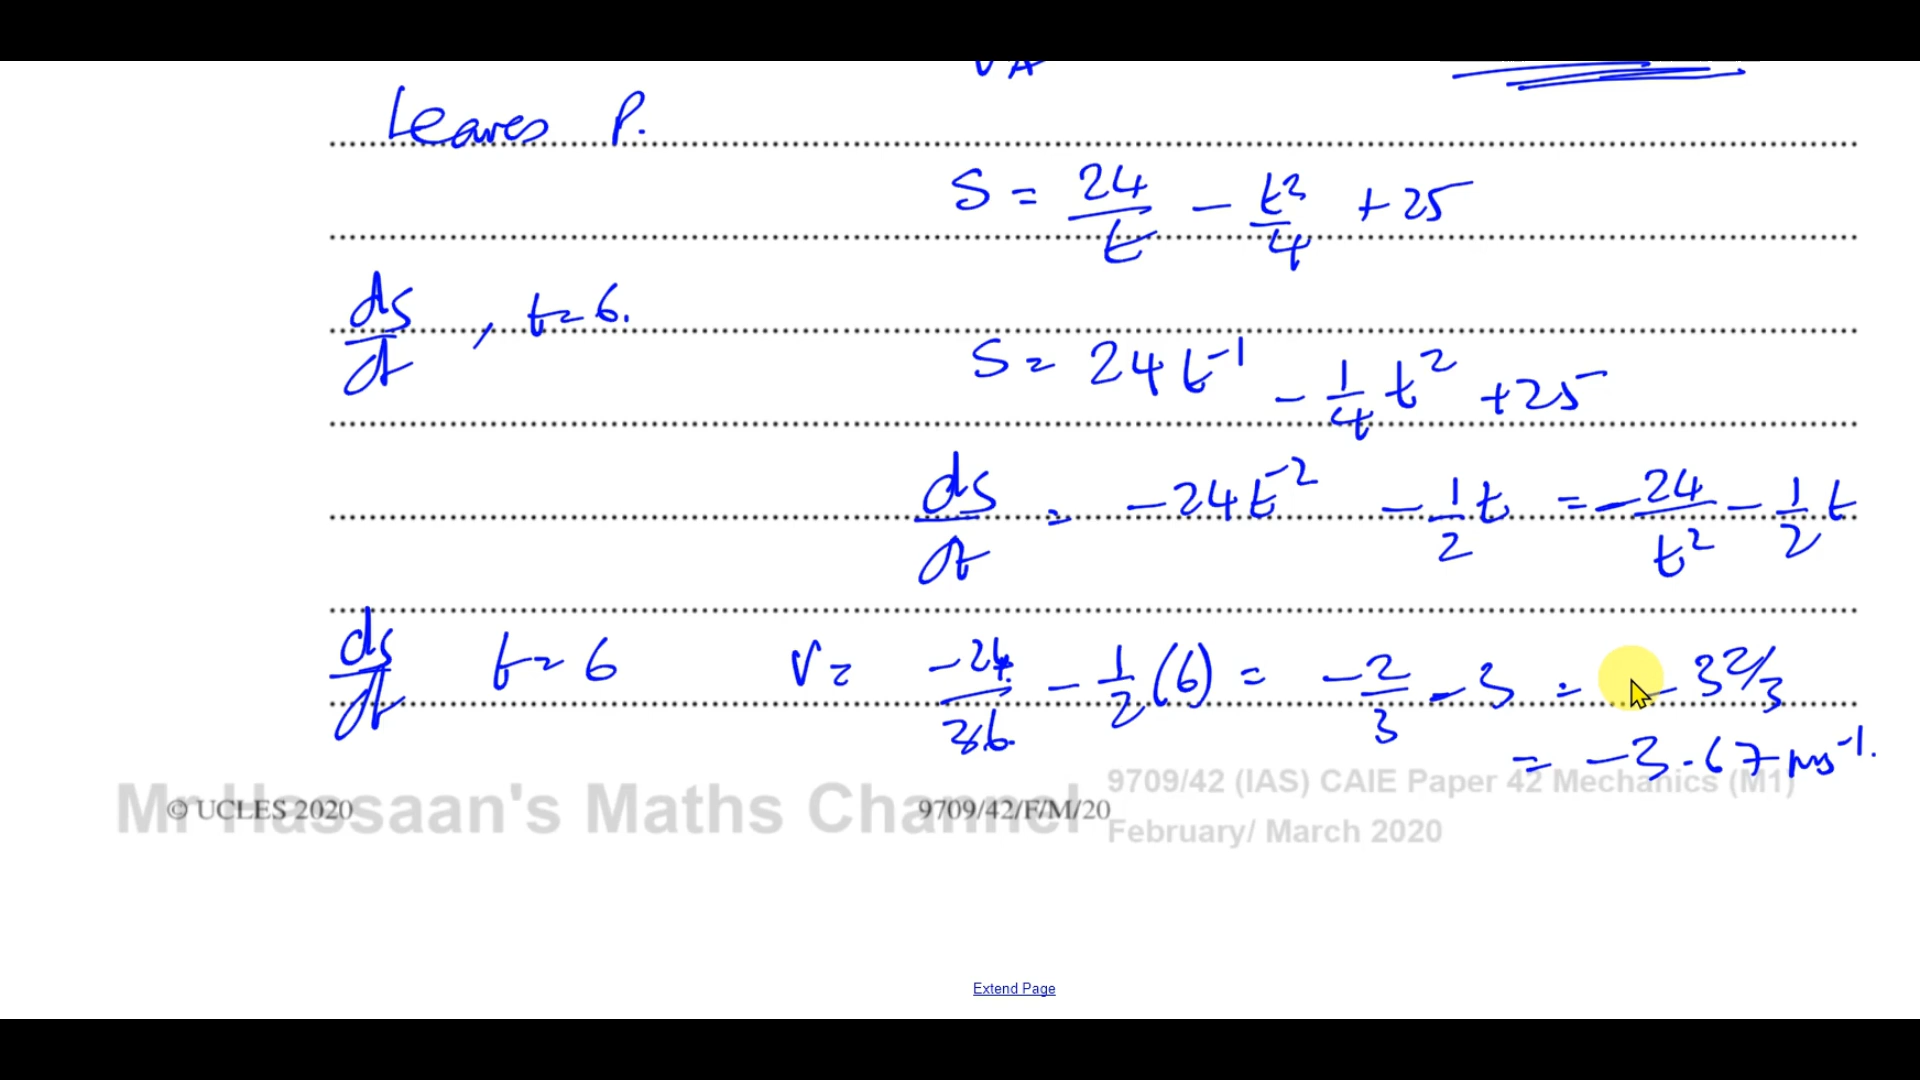 Leaves P.
S = 24/t - t²/4 + 25
ds/dt , t = 6.
S = 24t⁻¹ - 1/4 t² + 25
ds/dt = -24t⁻² - 1/2 t = -24/t² - 1/2 t
ds/dt t = 6 V = -24/36 - 1/2 (6) = -2/3 - 3 = -3 2/3
= -3.67 ms⁻¹.
Mr Hassaan's Maths Channel
© UCLES 2020
9709/42/F/M/20
9709/42 (IAS) CAIE Paper 42 Mechanics (M1)
February/ March 2020
Extend Page